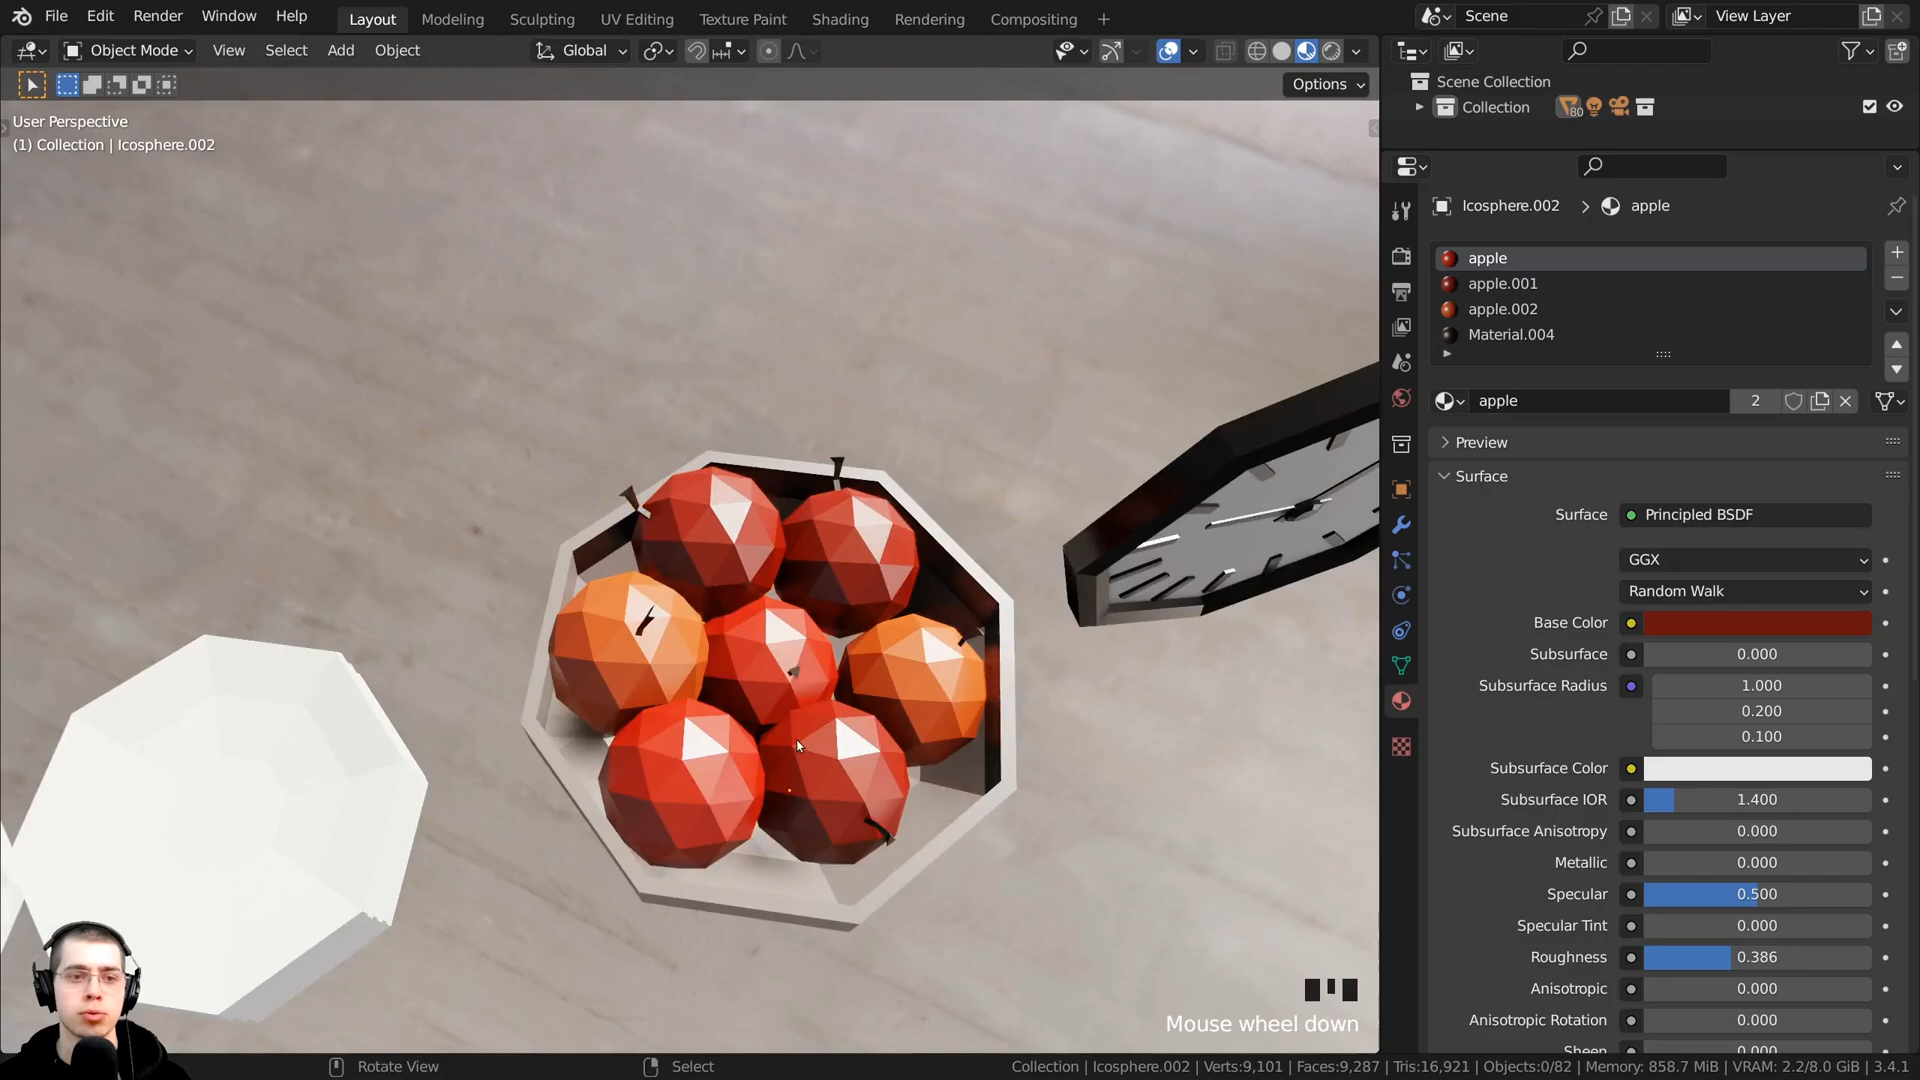 File Edit Render Window Help Layout Modeling Sculpting UV Editing Texture Paint Shading Animation Rendering Compositing Scene View Layer
Object Mode View Select Add Object Global
Options
User Perspective
(1) Collection | Icosphere.002
Scene Collection
Collection 80
Icosphere.002 > apple
apple
apple.001
apple.002
Material.004
apple 2
Preview
Surface
Surface Principled BSDF
GGX
Random Walk
Base Color
Subsurface 0.000
Subsurface Radius 1.000
0.200
0.100
Subsurface Color
Subsurface IOR 1.400
Subsurface Anisotropy 0.000
Metallic 0.000
Specular 0.500
Specular Tint 0.000
Roughness 0.386
Anisotropic 0.000
Anisotropic Rotation 0.000
Sheen 0.000
Mouse wheel down
Rotate View Select Collection | Icosphere.002 | Verts:9,101 | Faces:9,287 | Tris:16,921 | Objects:0/82 | Memory: 858.7 MiB | VRAM: 2.2/8.0 GiB | 3.4.1